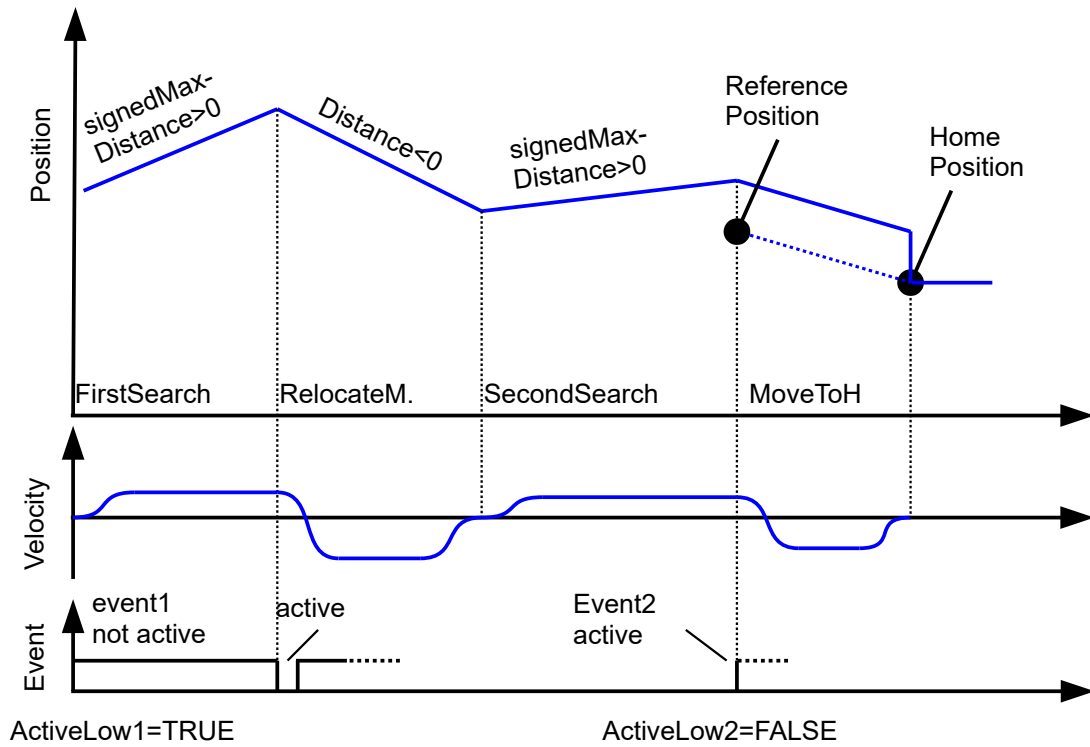 Position
signedMax-
Distance>0
Distance<0
signedMax-
Distance>0
Reference
Position
Home
Position
FirstSearch
RelocateM.
SecondSearch
MoveToH
Velocity
Event
event1
not active
active
Event2
active
ActiveLow1=TRUE
ActiveLow2=FALSE